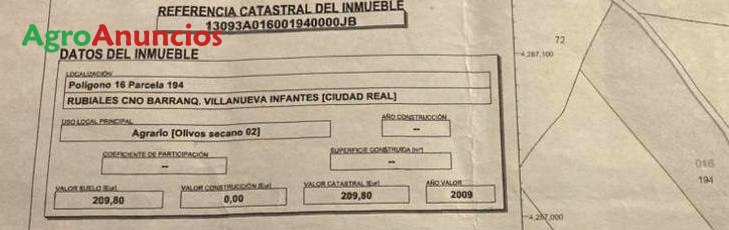 REFERENCIA CATASTRAL DEL INMUEBLE
13093A016001940000JB
AgroAnuncios
DATOS DEL INMUEBLE
LOCALIZACIÓN
Polígono 16 Parcela 194
RUBIALES CNO BARRANQ. VILLANUEVA INFANTES [CIUDAD REAL]
USO LOCAL PRINCIPAL
Agrario [Olivos secano 02]
AÑO CONSTRUCCIÓN
--
COEFICIENTE DE PARTICIPACIÓN
--
SUPERFICIE CONSTRUIDA (m²)
--
VALOR SUELO [Eur]
209,80
VALOR CONSTRUCCIÓN [Eur]
0,00
VALOR CATASTRAL [Eur]
209,80
AÑO VALOR
2009
72
4,287,100
016
194
4,287,000